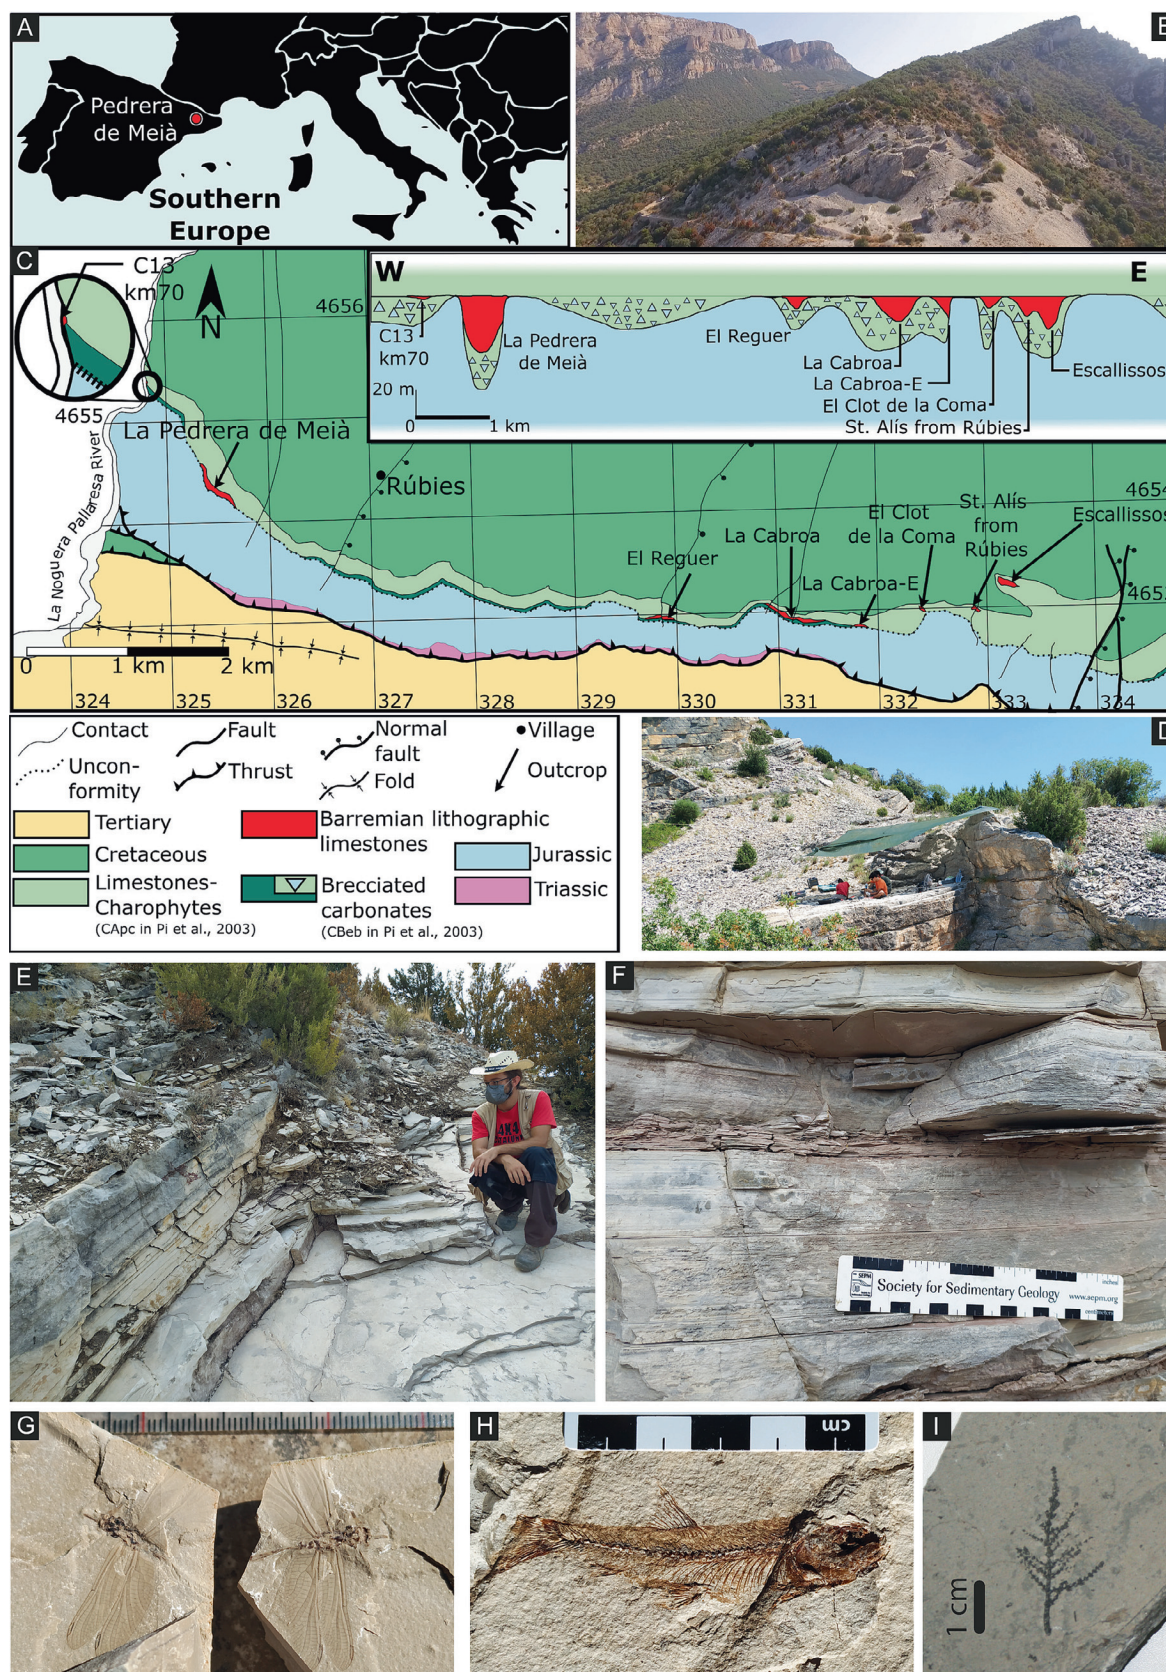 A
Pedrera
de Meià
Southern
Europe
B
C
C13
km70
N
4656
4655
La Pedrera de Meià
Rúbies
La Noguera Pallaresa River
0
1 km
2 km
324
325
326
327
328
329
330
331
332
333
334
4654
4653
El Reguer
La Cabroa
La Cabroa-E
El Clot
de la Coma
St. Alís
from
Rúbies
Escallissos
W
E
C13
km70
20 m
0
1 km
La Pedrera
de Meià
El Reguer
La Cabroa
La Cabroa-E
El Clot de la Coma
St. Alís from Rúbies
Escallissos
Contact
Fault
Normal
fault
Village
Uncon-
formity
Thrust
Fold
Outcrop
Tertiary
Barremian lithographic
limestones
Cretaceous
Jurassic
Limestones-
Charophytes
(CApc in Pi et al., 2003)
Brecciated
carbonates
(CBeb in Pi et al., 2003)
Triassic
D
E
F
SEPM
Society for Sedimentary Geology
www.sepm.org
inches
G
H
cm
I
1 cm